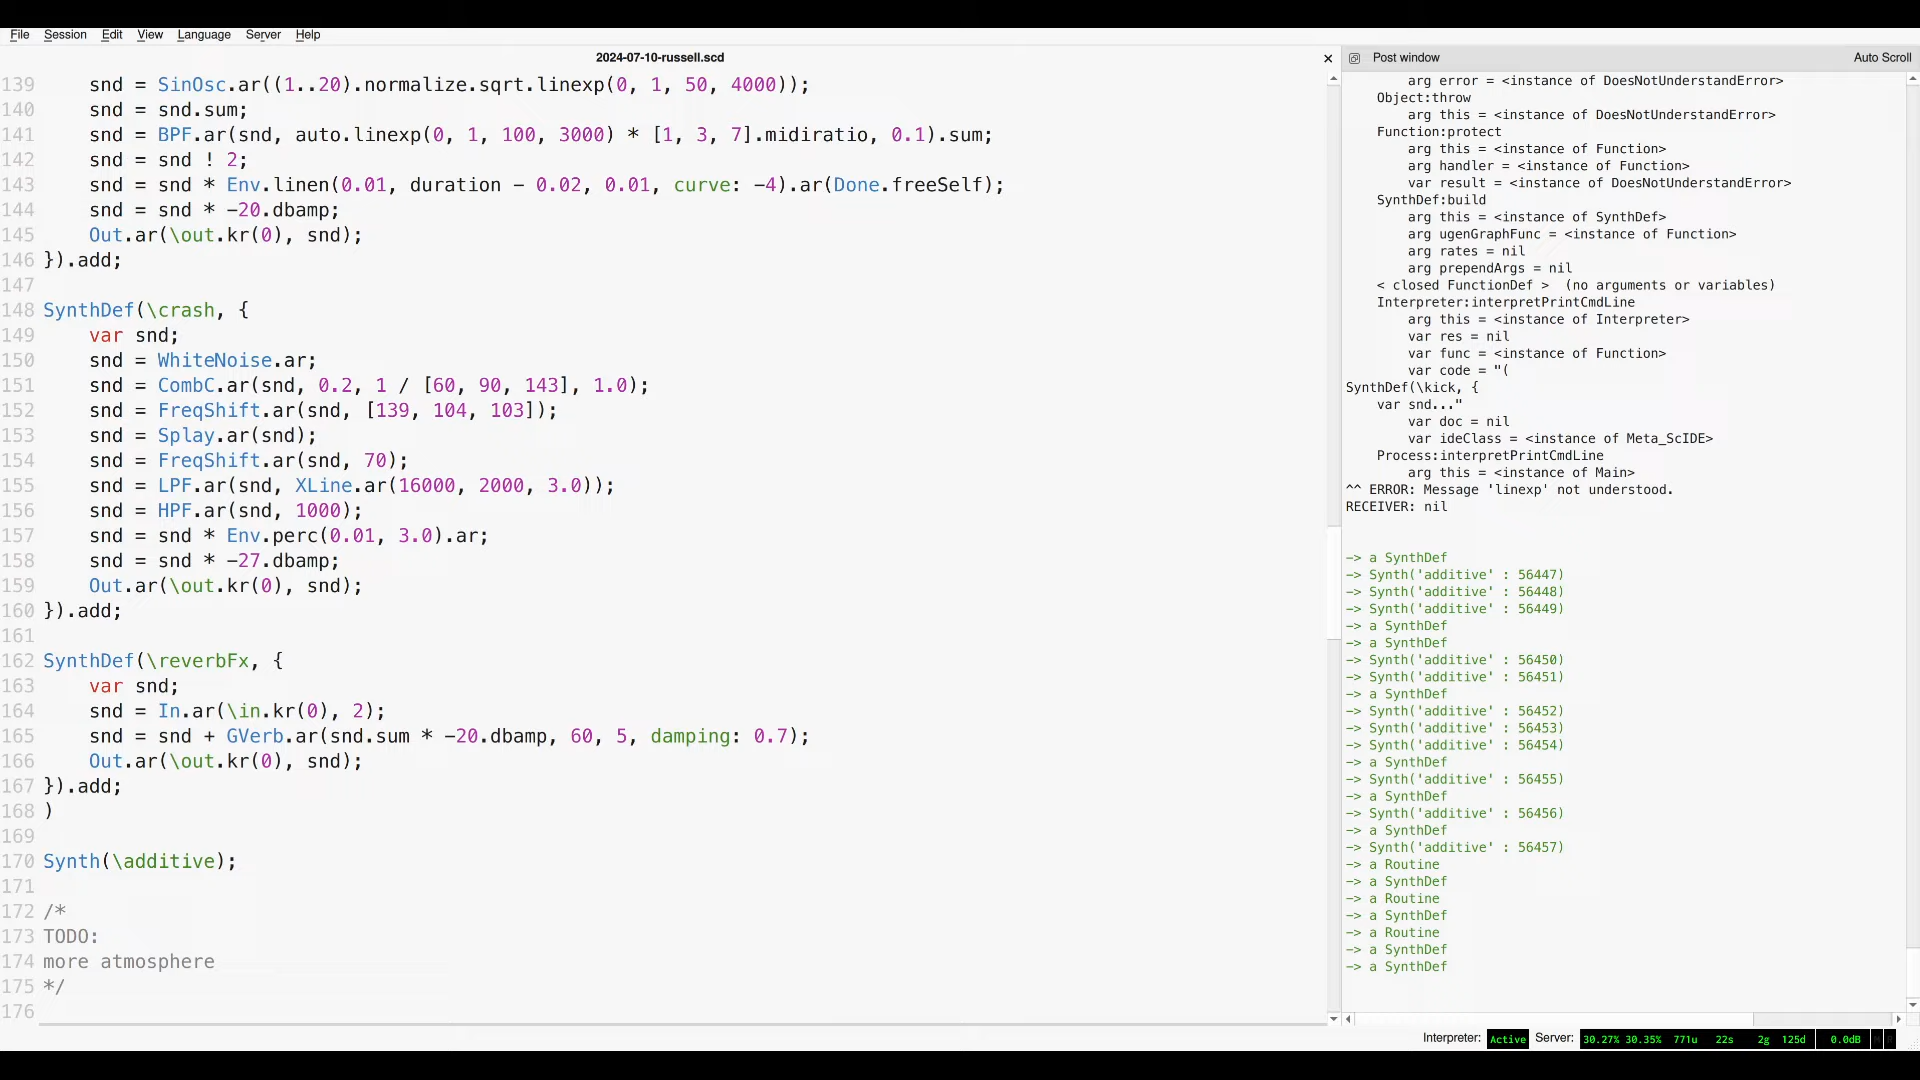 File Session Edit View Language Server Help
2024-07-10-russell.scd
139 snd = SinOsc.ar((1..20).normalize.sqrt.linexp(0, 1, 50, 4000));
140 snd = snd.sum;
141 snd = BPF.ar(snd, auto.linexp(0, 1, 100, 3000) * [1, 3, 7].midiratio, 0.1).sum;
142 snd = snd ! 2;
143 snd = snd * Env.linen(0.01, duration - 0.02, 0.01, curve: -4).ar(Done.freeSelf);
144 snd = snd * -20.dbamp;
145 Out.ar(\out.kr(0), snd);
146 }).add;
147
148 SynthDef(\crash, {
149 var snd;
150 snd = WhiteNoise.ar;
151 snd = CombC.ar(snd, 0.2, 1 / [60, 90, 143], 1.0);
152 snd = FreqShift.ar(snd, [139, 104, 103]);
153 snd = Splay.ar(snd);
154 snd = FreqShift.ar(snd, 70);
155 snd = LPF.ar(snd, XLine.ar(16000, 2000, 3.0));
156 snd = HPF.ar(snd, 1000);
157 snd = snd * Env.perc(0.01, 3.0).ar;
158 snd = snd * -27.dbamp;
159 Out.ar(\out.kr(0), snd);
160 }).add;
161
162 SynthDef(\reverbFx, {
163 var snd;
164 snd = In.ar(\in.kr(0), 2);
165 snd = snd + GVerb.ar(snd.sum * -20.dbamp, 60, 5, damping: 0.7);
166 Out.ar(\out.kr(0), snd);
167 }).add;
168 )
169
170 Synth(\additive);
171
172 /*
173 TODO:
174 more atmosphere
175 */
176
Post window Auto Scroll
arg error = <instance of DoesNotUnderstandError>
Object:throw
arg this = <instance of DoesNotUnderstandError>
Function:protect
arg this = <instance of Function>
arg handler = <instance of Function>
var result = <instance of DoesNotUnderstandError>
SynthDef:build
arg this = <instance of SynthDef>
arg ugenGraphFunc = <instance of Function>
arg rates = nil
arg prependArgs = nil
< closed FunctionDef > (no arguments or variables)
Interpreter:interpretPrintCmdLine
arg this = <instance of Interpreter>
var res = nil
var func = <instance of Function>
var code = "(
SynthDef(\kick, {
var snd..."
var doc = nil
var ideClass = <instance of Meta_ScIDE>
Process:interpretPrintCmdLine
arg this = <instance of Main>
^^ ERROR: Message 'linexp' not understood.
RECEIVER: nil
-> a SynthDef
-> Synth('additive' : 56447)
-> Synth('additive' : 56448)
-> Synth('additive' : 56449)
-> a SynthDef
-> a SynthDef
-> Synth('additive' : 56450)
-> Synth('additive' : 56451)
-> a SynthDef
-> Synth('additive' : 56452)
-> Synth('additive' : 56453)
-> Synth('additive' : 56454)
-> a SynthDef
-> Synth('additive' : 56455)
-> a SynthDef
-> Synth('additive' : 56456)
-> a SynthDef
-> Synth('additive' : 56457)
-> a Routine
-> a SynthDef
-> a Routine
-> a SynthDef
-> a Routine
-> a SynthDef
-> a SynthDef
Interpreter: Active Server: 30.27% 30.35% 771u 22s 2g 125d 0.0dB